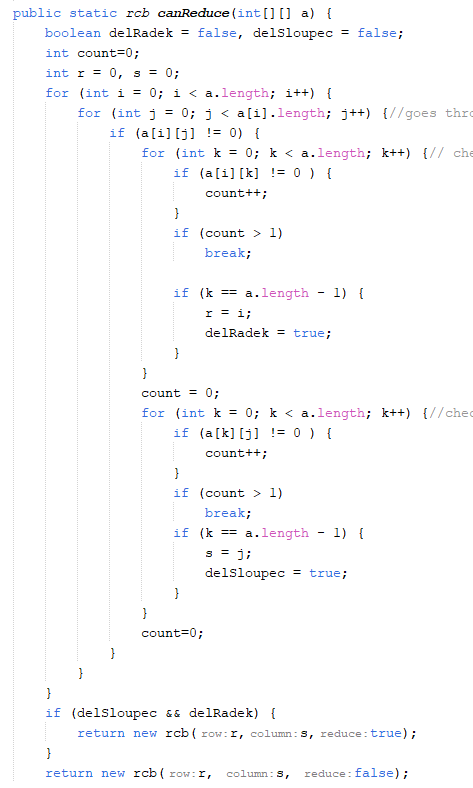 public static rcb canReduce(int[][] a) {
boolean delRadek = false, delSloupec = false;
int count=0;
int r = 0, s = 0;
for (int i = 0; i < a.length; i++) {
for (int j = 0; j < a[i].length; j++) {//goes thro
if (a[i][j] != 0) {
for (int k = 0; k < a.length; k++) {// che
if (a[i][k] != 0 ) {
count++;
}
if (count > 1)
break;
if (k == a.length - 1) {
r = i;
delRadek = true;
}
}
count = 0;
for (int k = 0; k < a.length; k++) {//chec
if (a[k][j] != 0 ) {
count++;
}
if (count > 1)
break;
if (k == a.length - 1) {
s = j;
delSloupec = true;
}
}
count=0;
}
}
}
if (delSloupec && delRadek) {
return new rcb( row: r, column: s, reduce: true);
}
return new rcb( row: r, column: s, reduce: false);